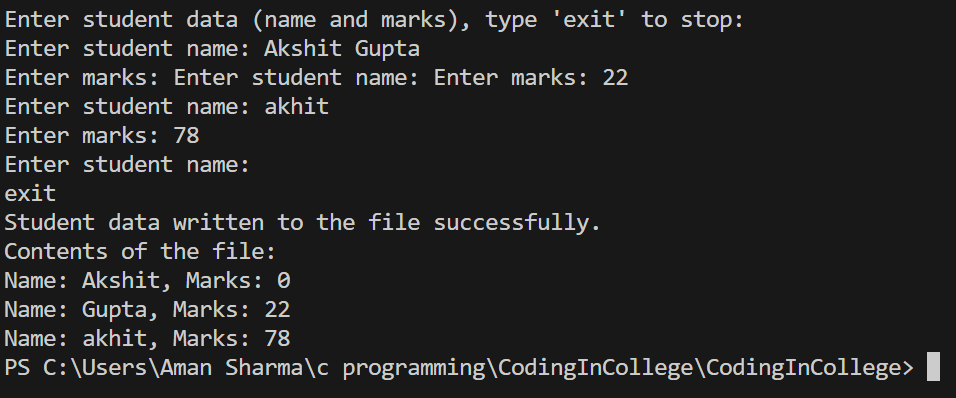 Enter student data (name and marks), type 'exit' to stop:
Enter student name: Akshit Gupta
Enter marks: Enter student name: Enter marks: 22
Enter student name: akhit
Enter marks: 78
Enter student name:
exit
Student data written to the file successfully.
Contents of the file:
Name: Akshit, Marks: 0
Name: Gupta, Marks: 22
Name: akhit, Marks: 78
PS C:\Users\Aman Sharma\c programming\CodingInCollege\CodingInCollege>